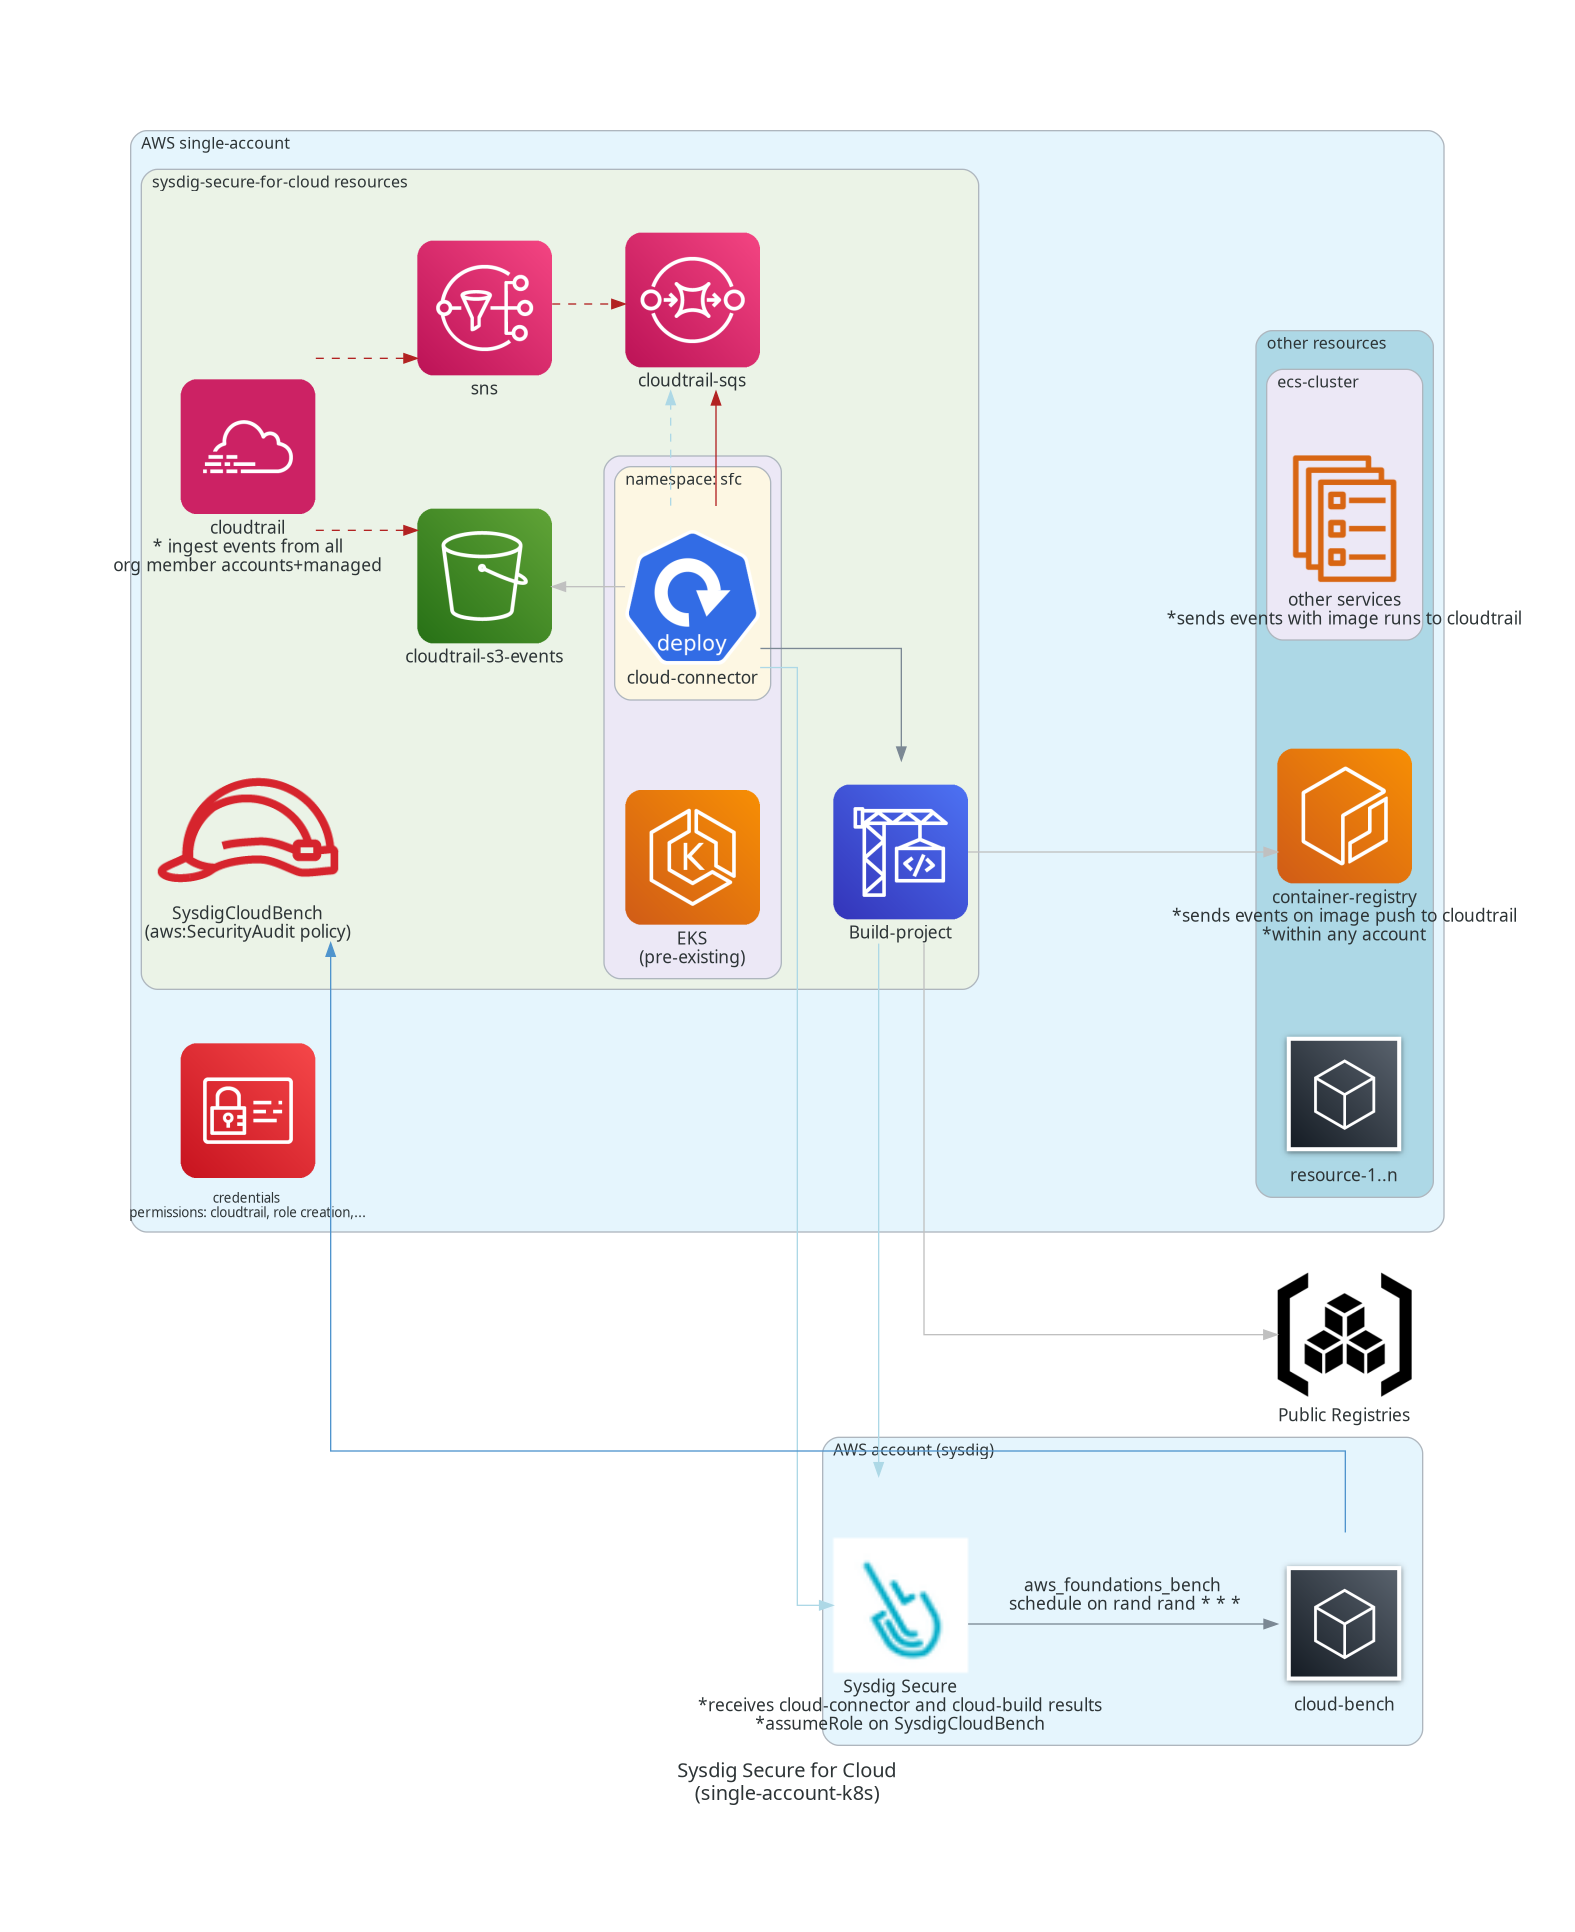 AWS single-account
sysdig-secure-for-cloud resources
sns
cloudtrail-sqs
other resources
ecs-cluster
cloudtrail
* ingest events from all
org member accounts+managed
namespace: sfc
cloudtrail-s3-events
deploy
cloud-connector
other services
*sends events with image runs to cloudtrail
SysdigCloudBench
(aws:SecurityAudit policy)
K
EKS
(pre-existing)
</>
Build-project
container-registry
*sends events on image push to cloudtrail
*within any account
credentials
permissions: cloudtrail, role creation,...
resource-1..n
Public Registries
AWS account (sysdig)
aws_foundations_bench
schedule on rand rand * * *
Sysdig Secure
*receives cloud-connector and cloud-build results
*assumeRole on SysdigCloudBench
cloud-bench
Sysdig Secure for Cloud
(single-account-k8s)